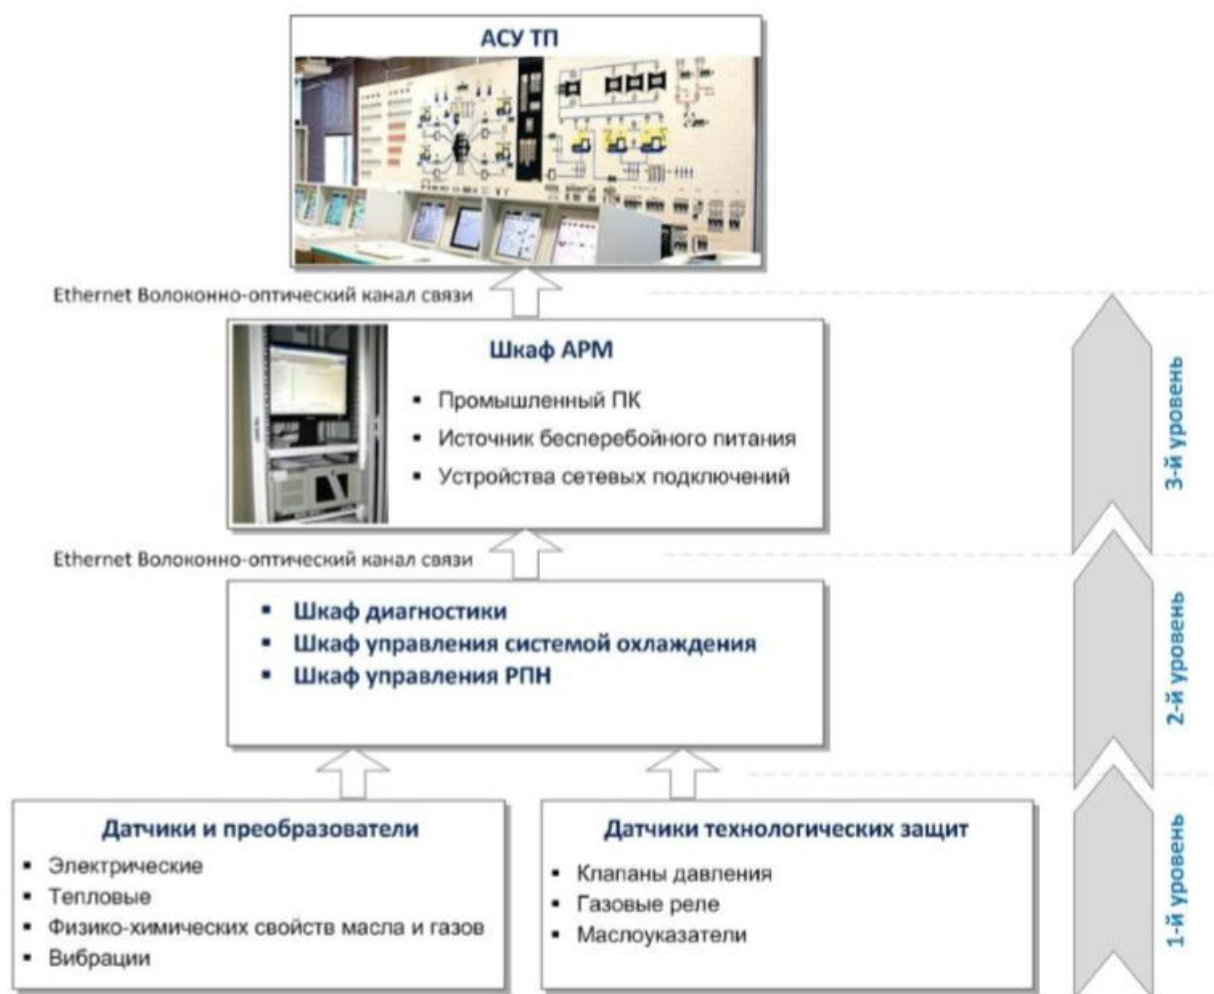 АСУ ТП
Ethernet Волоконно-оптический канал связи
Шкаф АРМ
▪ Промышленный ПК
▪ Источник бесперебойного питания
▪ Устройства сетевых подключений
3-й уровень
Ethernet Волоконно-оптический канал связи
▪ Шкаф диагностики
▪ Шкаф управления системой охлаждения
▪ Шкаф управления РПН
2-й уровень
Датчики и преобразователи
▪ Электрические
▪ Тепловые
▪ Физико-химических свойств масла и газов
▪ Вибрации
Датчики технологических защит
▪ Клапаны давления
▪ Газовые реле
▪ Маслоуказатели
1-й уровень